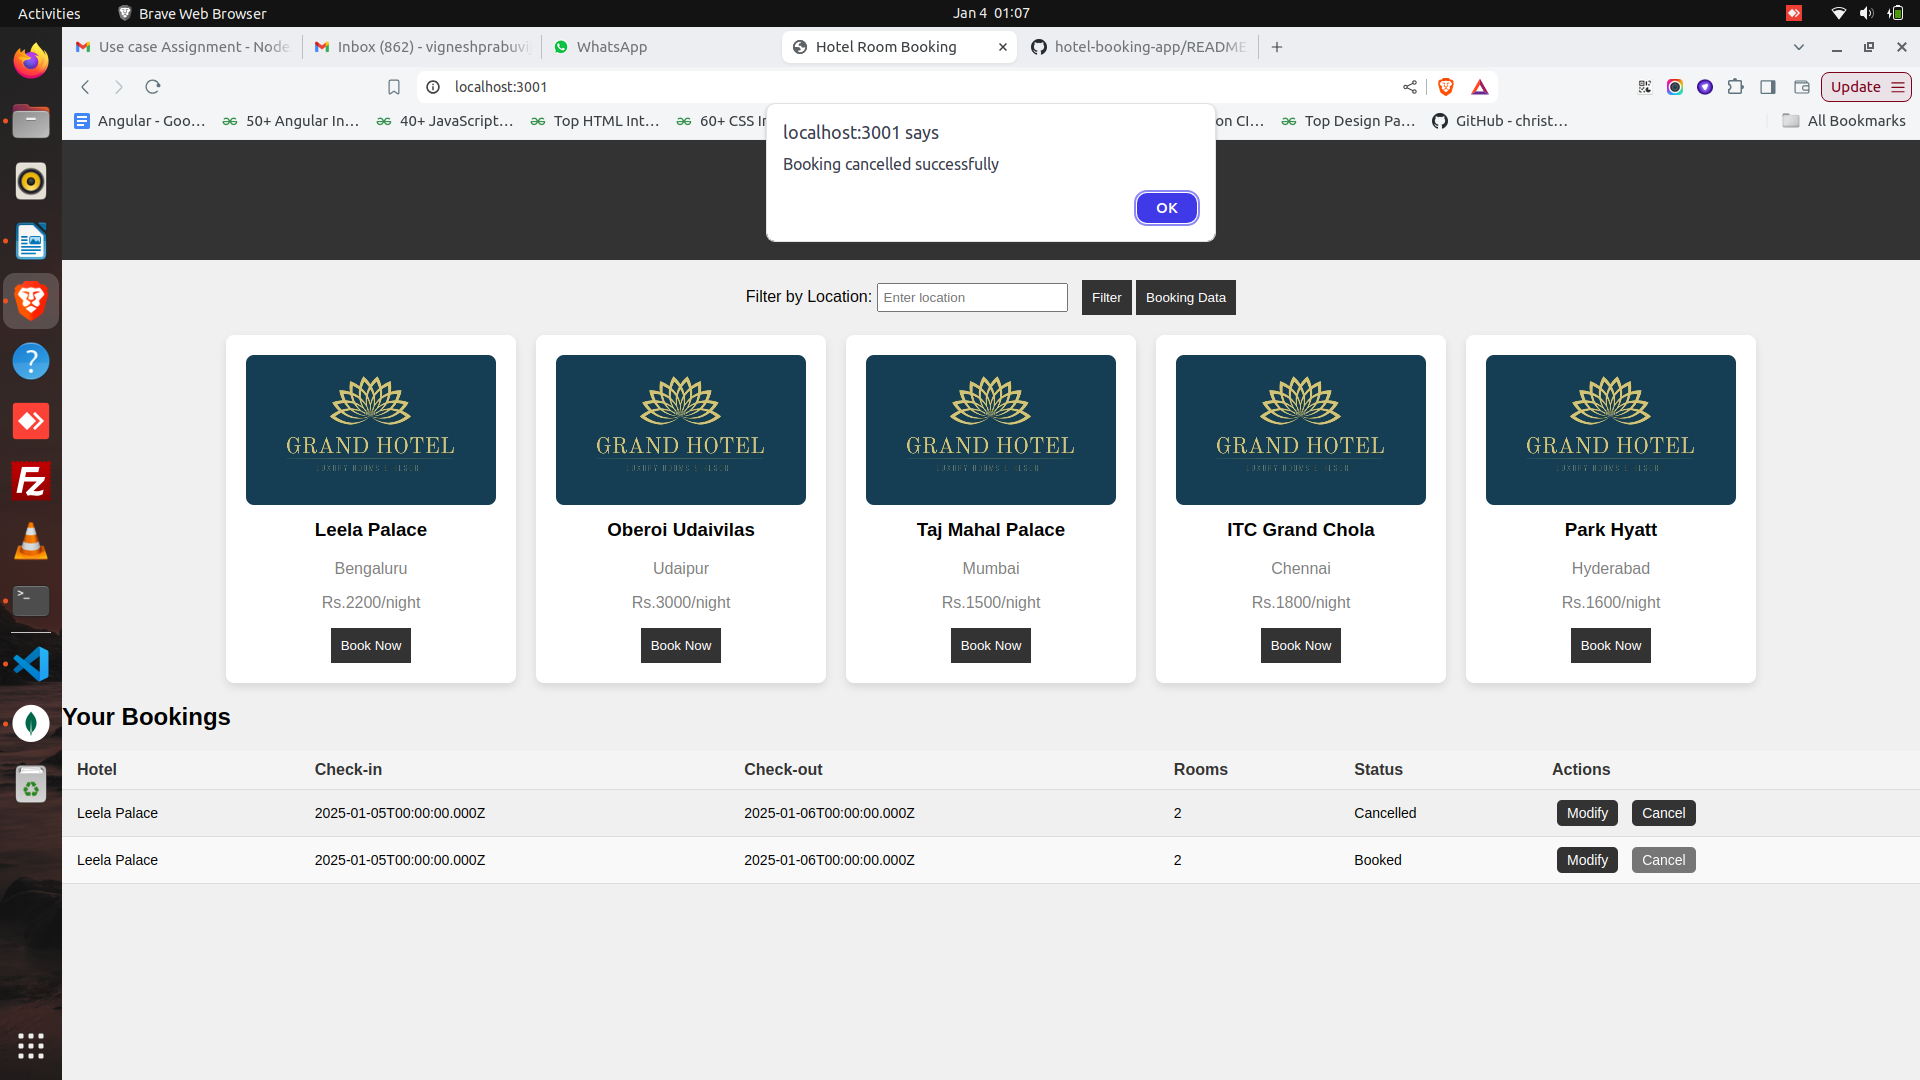 Activities
Brave Web Browser
Jan 4 01:07
Use case Assignment - Node.
Inbox (862) - vigneshprabuvi
WhatsApp
Hotel Room Booking
hotel-booking-app/README
localhost:3001
Update
Angular - Goo...
50+ Angular In...
40+ JavaScript...
Top HTML Int...
60+ CSS In
on CI...
Top Design Pa...
GitHub - christ...
All Bookmarks
localhost:3001 says
Booking cancelled successfully
OK
Filter by Location:
Enter location
Filter
Booking Data
GRAND HOTEL
GRAND HOTEL
GRAND HOTEL
GRAND HOTEL
GRAND HOTEL
Leela Palace
Oberoi Udaivilas
Taj Mahal Palace
ITC Grand Chola
Park Hyatt
Bengaluru
Udaipur
Mumbai
Chennai
Hyderabad
Rs.2200/night
Rs.3000/night
Rs.1500/night
Rs.1800/night
Rs.1600/night
Book Now
Book Now
Book Now
Book Now
Book Now
Your Bookings
Hotel Check-in Check-out Rooms Status Actions
Leela Palace 2025-01-05T00:00:00.000Z 2025-01-06T00:00:00.000Z 2 Cancelled Modify Cancel
Leela Palace 2025-01-05T00:00:00.000Z 2025-01-06T00:00:00.000Z 2 Booked Modify Cancel